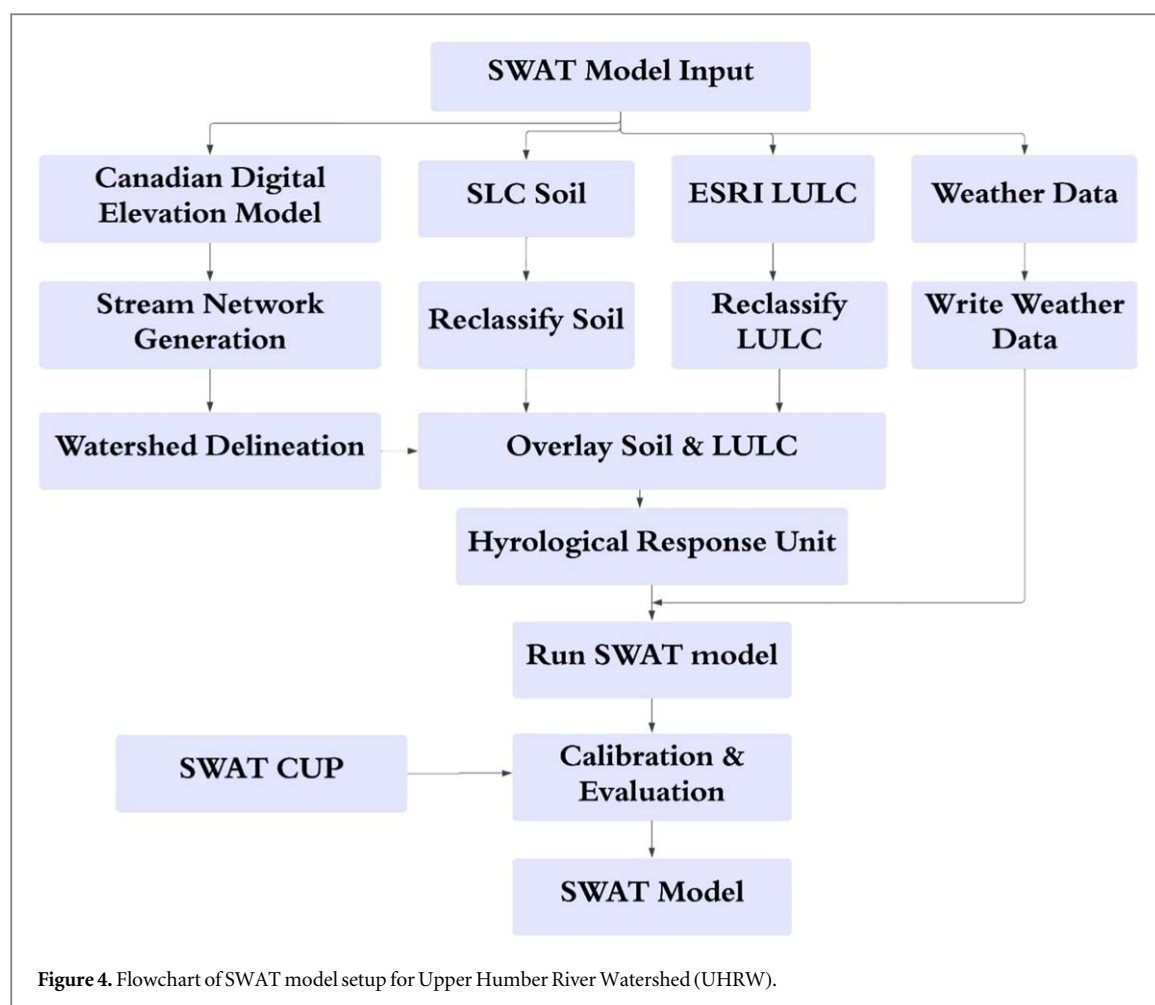 SWAT Model Input
Canadian Digital
Elevation Model
SLC Soil
ESRI LULC
Weather Data
Stream Network
Generation
Reclassify Soil
Reclassify
LULC
Write Weather
Data
Watershed Delineation
Overlay Soil & LULC
Hyrological Response Unit
Run SWAT model
SWAT CUP
Calibration &
Evaluation
SWAT Model
Figure 4. Flowchart of SWAT model setup for Upper Humber River Watershed (UHRW).